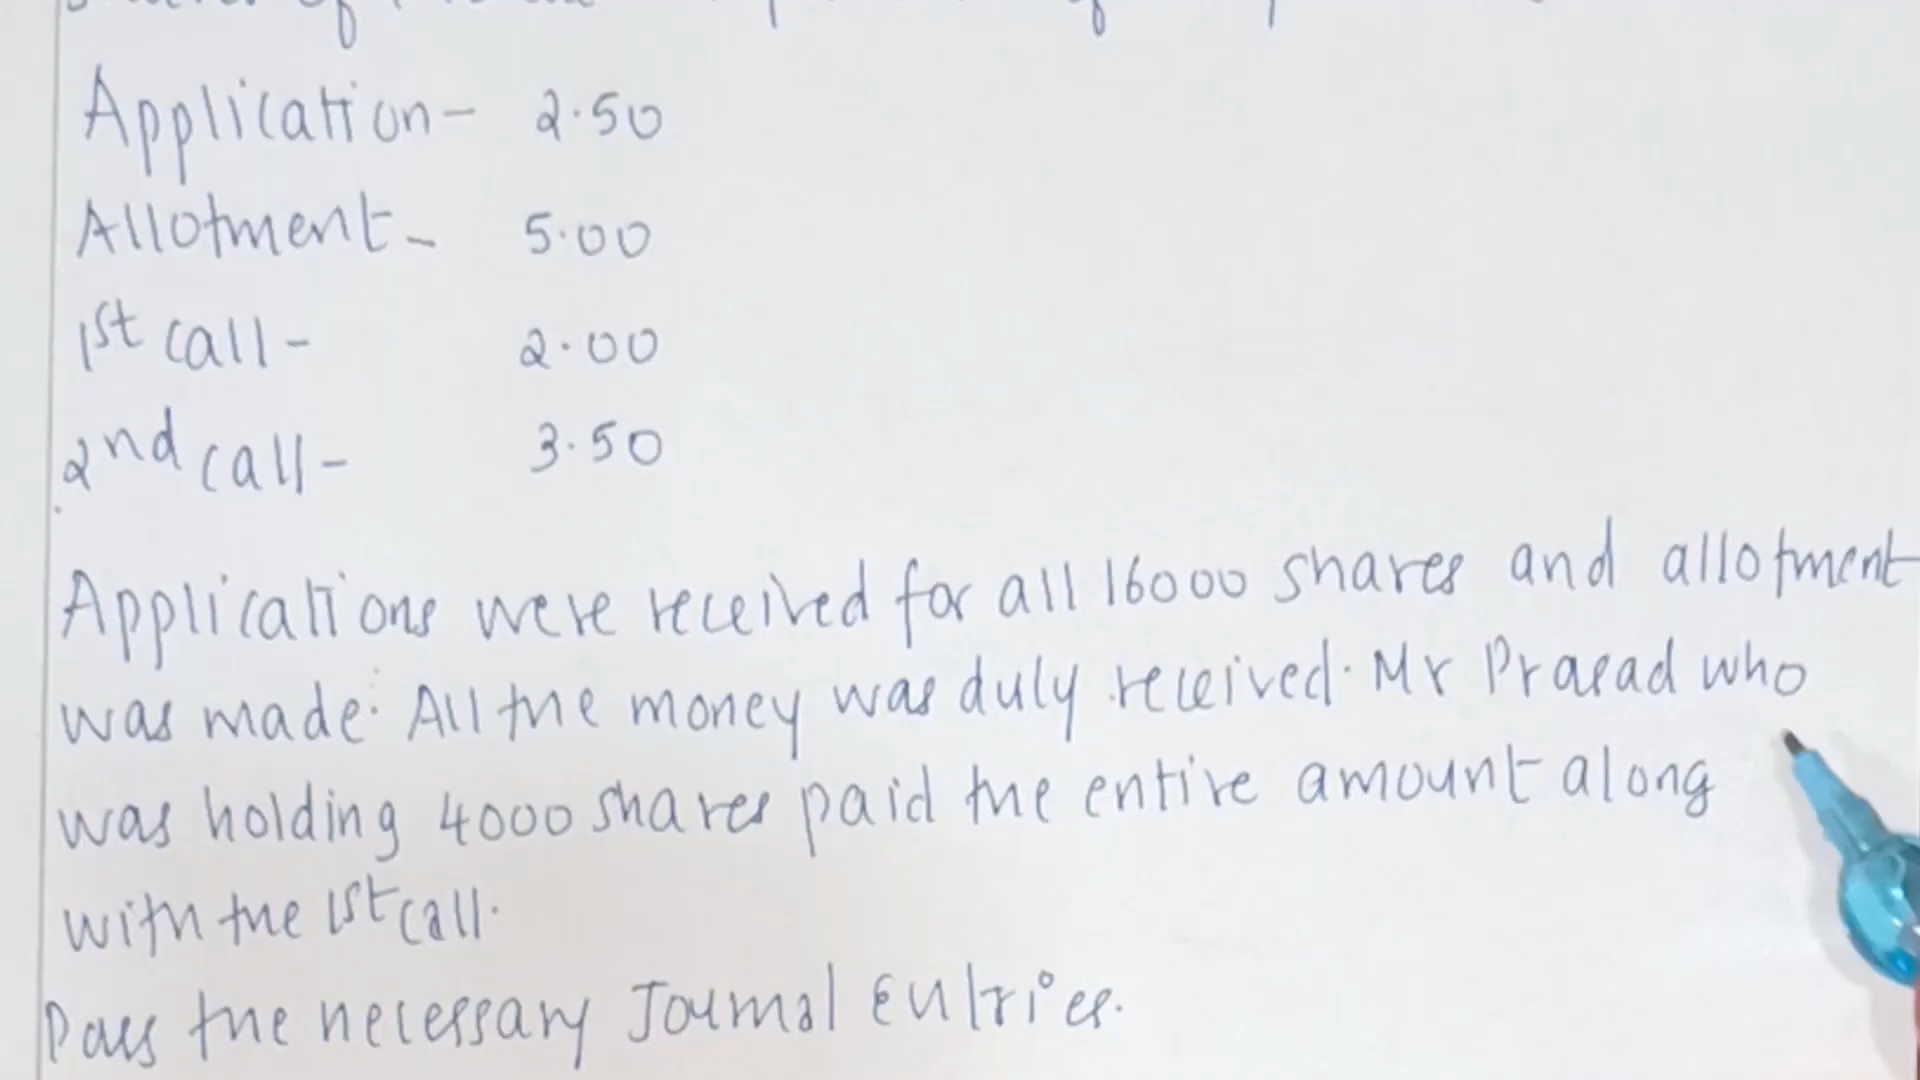 Application - 2.50
Allotment - 5.00
1st call - 2.00
2nd call - 3.50
Applications were received for all 16000 shares and allotment
was made. All the money was duly received. Mr Prasad who
was holding 4000 shares paid the entire amount along
with the 1st call.
Pass the necessary Journal Entries.